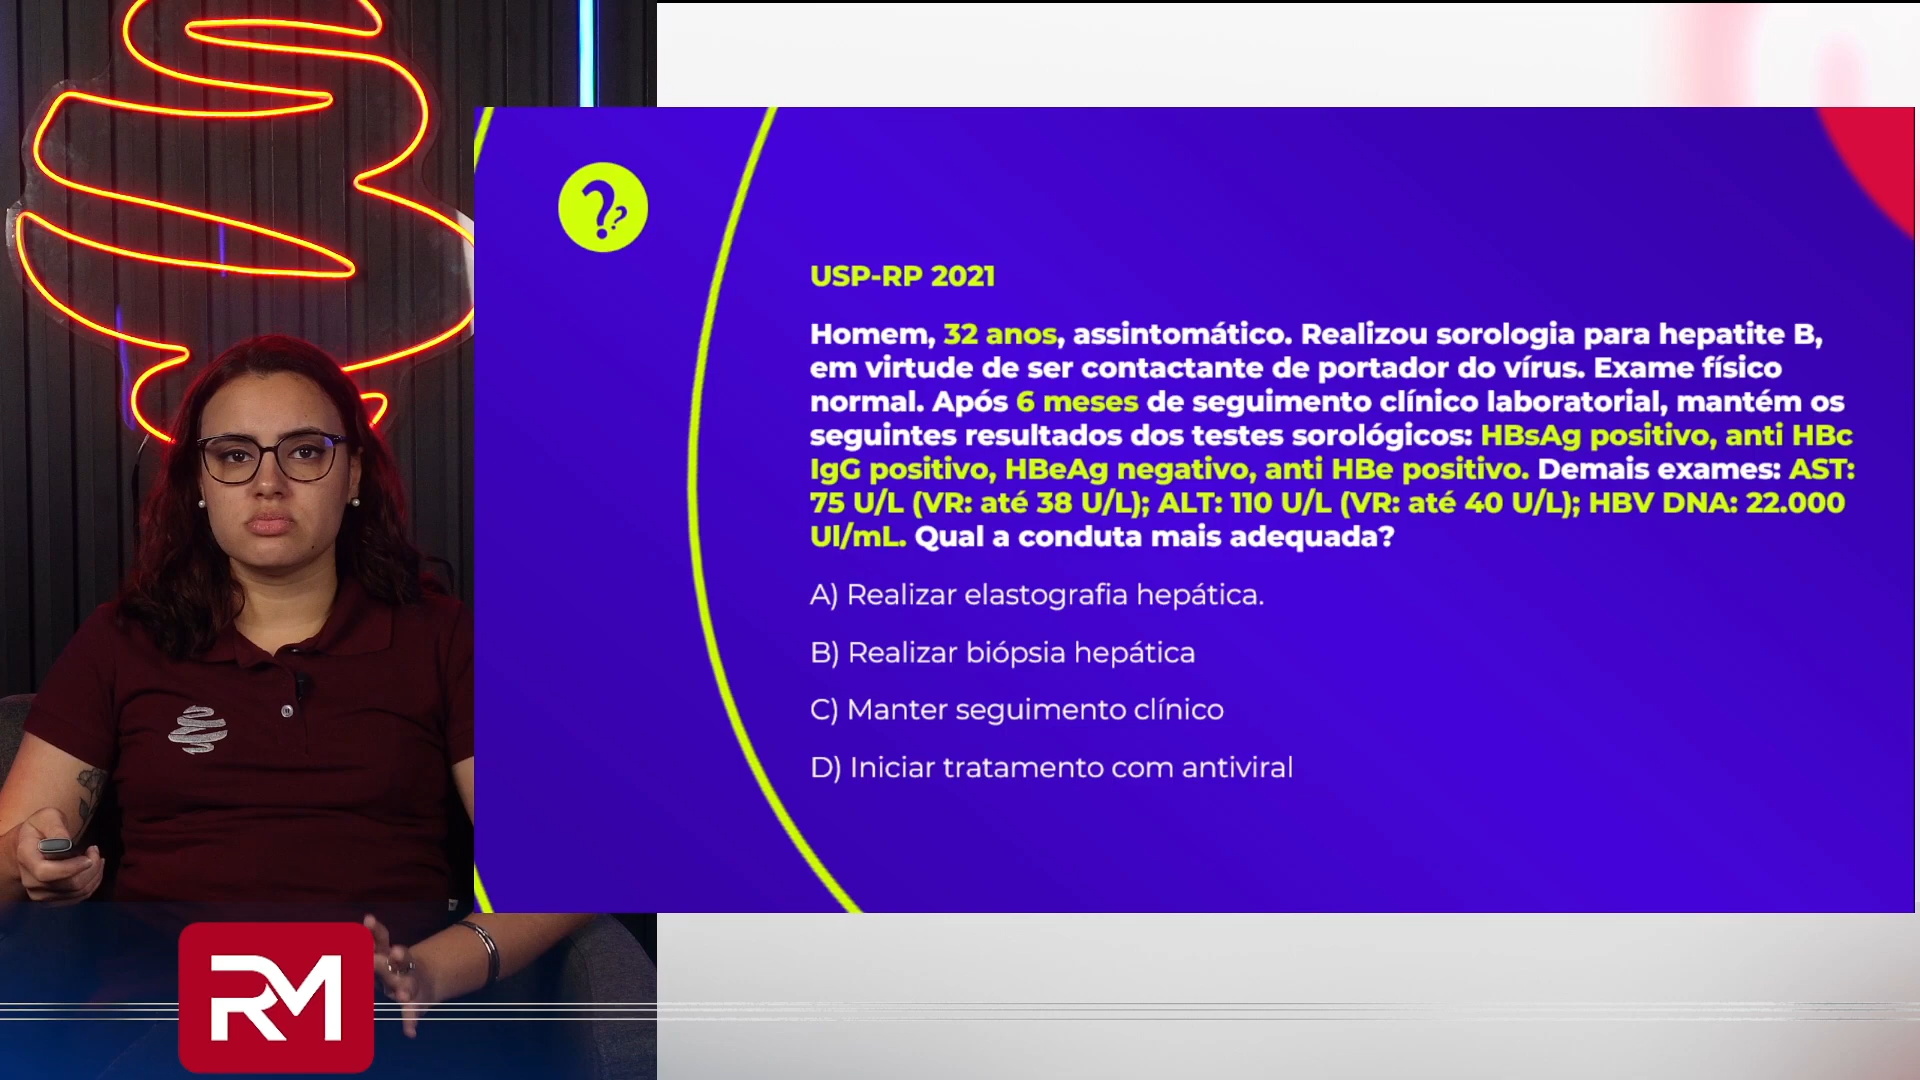 ??
USP-RP 2021
Homem, 32 anos, assintomático. Realizou sorologia para hepatite B,
em virtude de ser contactante de portador do vírus. Exame físico
normal. Após 6 meses de seguimento clínico laboratorial, mantém os
seguintes resultados dos testes sorológicos: HBsAg positivo, anti HBc
IgG positivo, HBeAg negativo, anti HBe positivo. Demais exames: AST:
75 U/L (VR: até 38 U/L); ALT: 110 U/L (VR: até 40 U/L); HBV DNA: 22.000
UI/mL. Qual a conduta mais adequada?
A) Realizar elastografia hepática.
B) Realizar biópsia hepática
C) Manter seguimento clínico
D) Iniciar tratamento com antiviral
RM